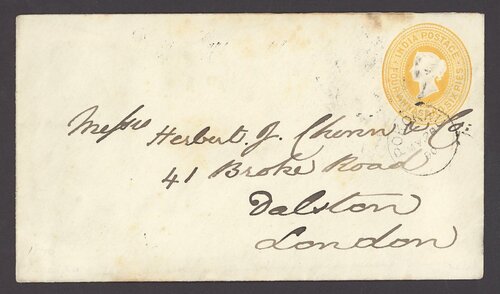 INDIA POSTAGE
Messrs Herbert. J. Chown & Co:
41 Broke Road
Dalston
London